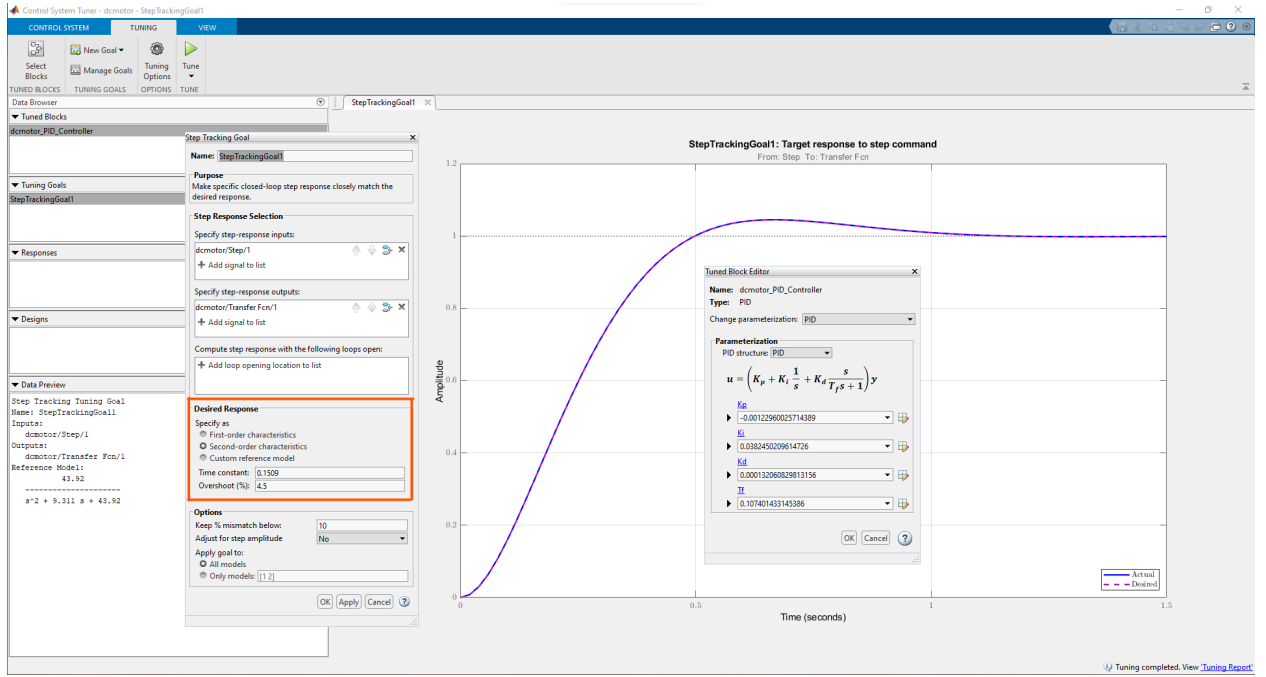 Control System Tuner - dcmotor - StepTrackingGoal1
CONTROL SYSTEM TUNING VIEW
Select Blocks
New Goal
Manage Goals
Tuning Options
Tune
TUNED BLOCKS TUNING GOALS OPTIONS TUNE
Data Browser
Tuned Blocks
dcmotor_PID_Controller
Tuning Goals
StepTrackingGoal1
Responses
Designs
Data Preview
Step Tracking Tuning Goal
Name: StepTrackingGoal1
Inputs:
dcmotor/Step/1
Outputs:
dcmotor/Transfer Fcn/1
Reference Model:
43.92
---------------------
s^2 + 9.311 s + 43.92
Step Tracking Goal
Name: StepTrackingGoal1
Purpose
Make specific closed-loop step response closely match the
desired response.
Step Response Selection
Specify step-response inputs:
dcmotor/Step/1
Add signal to list
Specify step-response outputs:
dcmotor/Transfer Fcn/1
Add signal to list
Compute step response with the following loops open:
Add loop opening location to list
Desired Response
Specify as
First-order characteristics
Second-order characteristics
Custom reference model
Time constant: 0.1509
Overshoot (%): 4.5
Options
Keep % mismatch below: 10
Adjust for step amplitude No
Apply goal to:
All models
Only models: [1 2]
OK Apply Cancel ?
StepTrackingGoal1
StepTrackingGoal1: Target response to step command
From: Step To: Transfer Fcn
1.2
1
0.8
0.6
0.4
0.2
0
Amplitude
0 0.5 1 1.5
Time (seconds)
Actual
Desired
Tuned Block Editor
Name: dcmotor_PID_Controller
Type: PID
Change parameterization: PID
Parameterization
PID structure: PID
u = (K_p + K_i 1/s + K_d s/(T_f s + 1)) y
Kp
-0.00122960025714389
Ki
0.0382450209614726
Kd
0.000132060829813156
Tf
0.107401433145386
OK Cancel ?
Tuning completed. View 'Tuning Report'